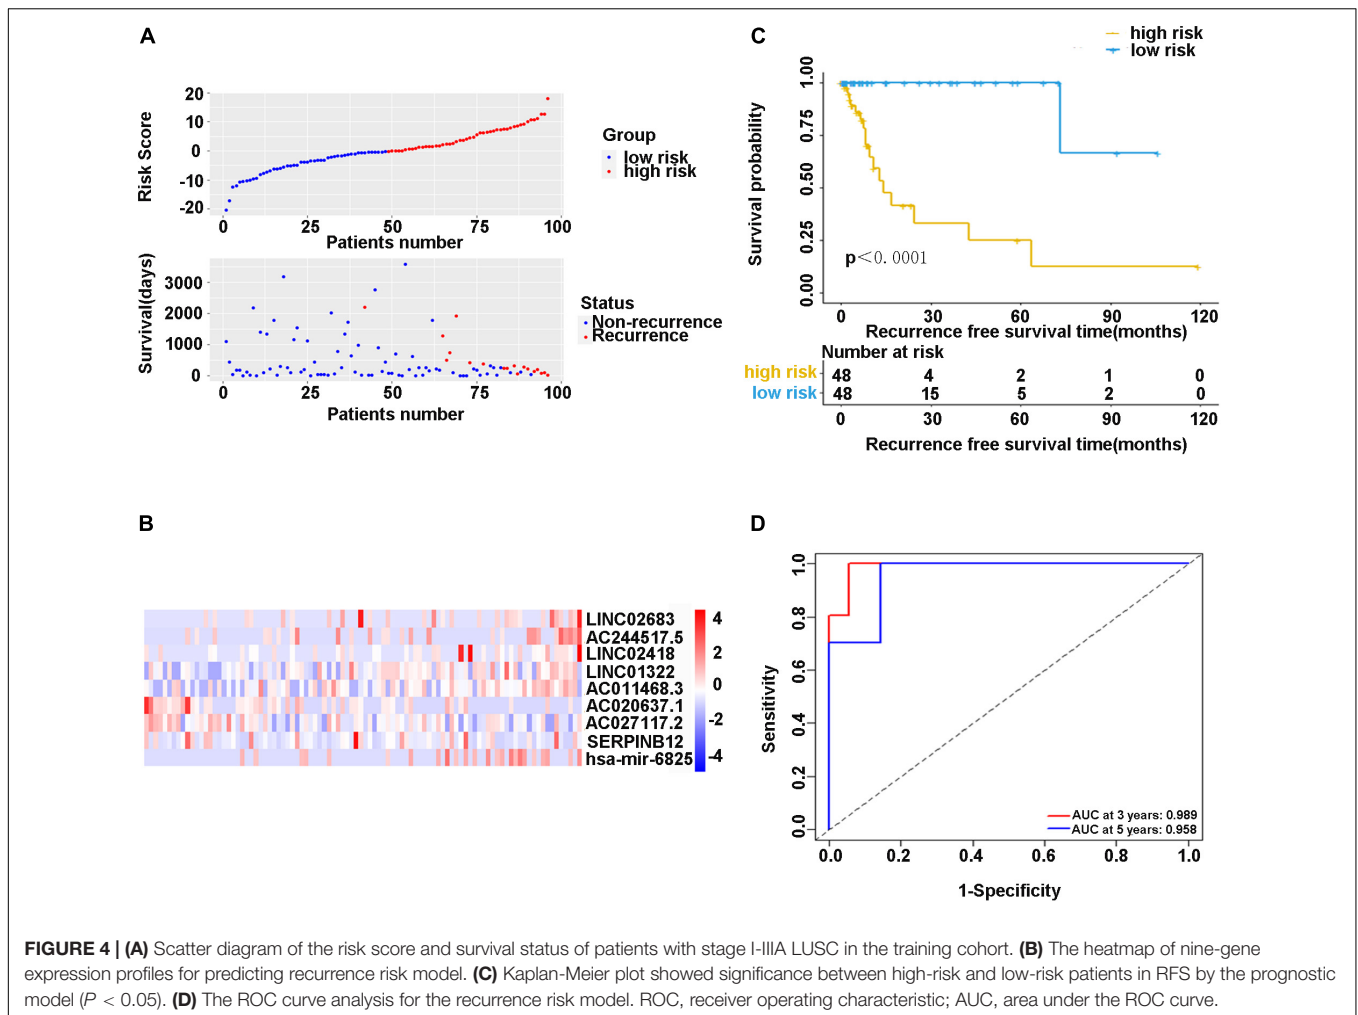 A
20
10
0
-10
-20
Risk Score
0 25 50 75 100
Patients number
Group
low risk
high risk
3000
2000
1000
0
Survival(days)
0 25 50 75 100
Patients number
Status
Non-recurrence
Recurrence
C
high risk
low risk
1.00
0.75
0.50
0.25
0.00
Survival probability
p<0.0001
0 30 60 90 120
Recurrence free survival time(months)
Number at risk
high risk 48 4 2 1 0
low risk 48 15 5 2 0
0 30 60 90 120
Recurrence free survival time(months)
B
LINC02683
AC244517.5
LINC02418
LINC01322
AC011468.3
AC020637.1
AC027117.2
SERPINB12
hsa-mir-6825
4
2
0
-2
-4
D
1.0
0.8
0.6
0.4
0.2
0.0
Sensitivity
AUC at 3 years: 0.989
AUC at 5 years: 0.958
0.0 0.2 0.4 0.6 0.8 1.0
1-Specificity
FIGURE 4 | (A) Scatter diagram of the risk score and survival status of patients with stage I-IIIA LUSC in the training cohort. (B) The heatmap of nine-gene
expression profiles for predicting recurrence risk model. (C) Kaplan-Meier plot showed significance between high-risk and low-risk patients in RFS by the prognostic
model (P < 0.05). (D) The ROC curve analysis for the recurrence risk model. ROC, receiver operating characteristic; AUC, area under the ROC curve.